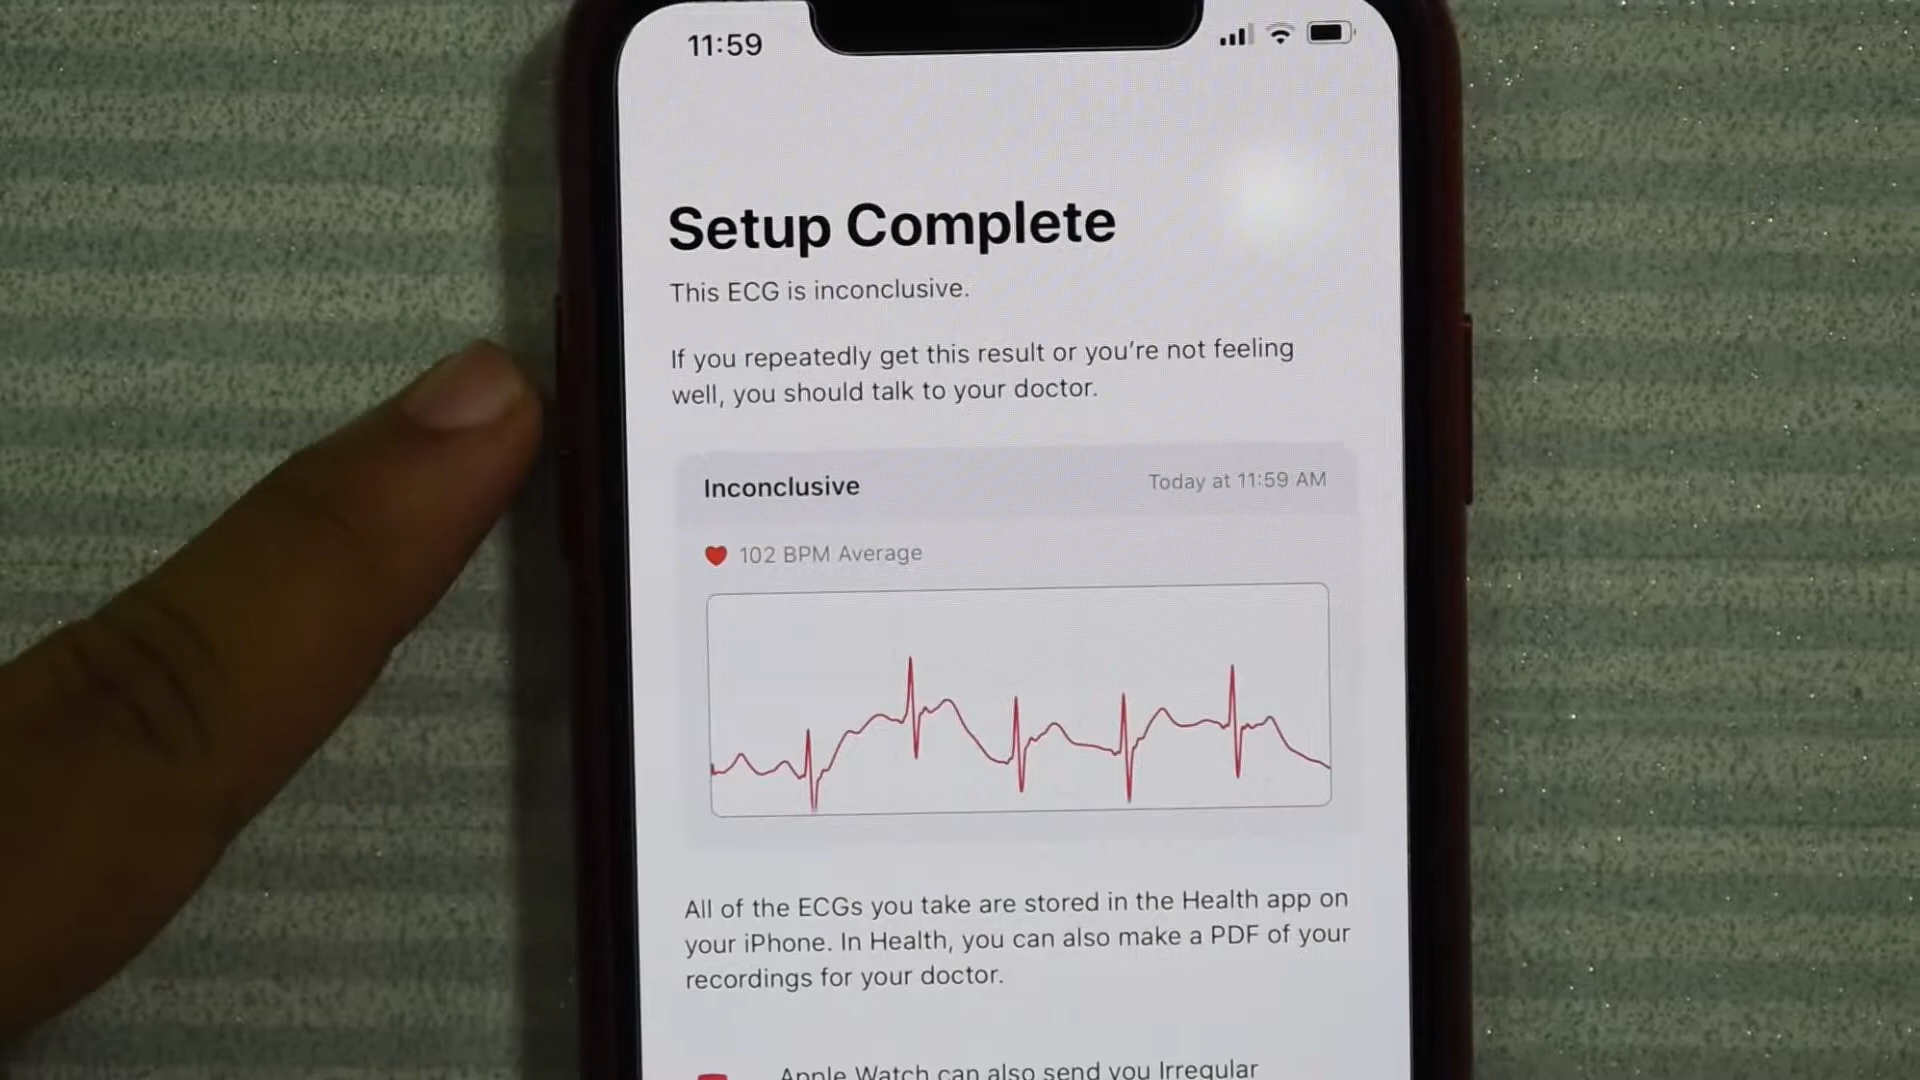 11:59
Setup Complete
This ECG is inconclusive.
If you repeatedly get this result or you're not feeling
well, you should talk to your doctor.
Inconclusive
Today at 11:59 AM
102 BPM Average
All of the ECGs you take are stored in the Health app on
your iPhone. In Health, you can also make a PDF of your
recordings for your doctor.
Apple Watch can also send you Irregular